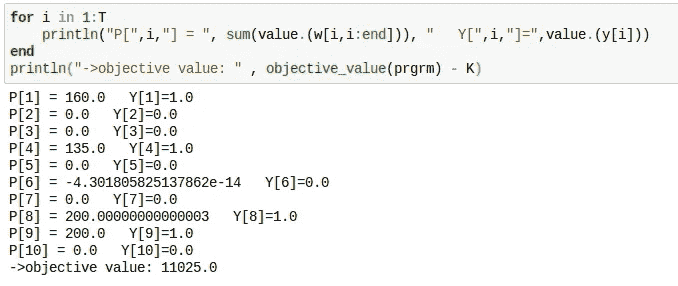 for i in 1:T
    println("P[",i,"] = ", sum(value.(w[i,i:end])), "   Y[",i,"]=",value.(y[i]))
end
println("->objective value: " , objective_value(prgrm) - K)
P[1] = 160.0   Y[1]=1.0
P[2] = 0.0   Y[2]=0.0
P[3] = 0.0   Y[3]=0.0
P[4] = 135.0   Y[4]=1.0
P[5] = 0.0   Y[5]=0.0
P[6] = -4.301805825137862e-14   Y[6]=0.0
P[7] = 0.0   Y[7]=0.0
P[8] = 200.00000000000003   Y[8]=1.0
P[9] = 200.0   Y[9]=1.0
P[10] = 0.0   Y[10]=0.0
->objective value: 11025.0